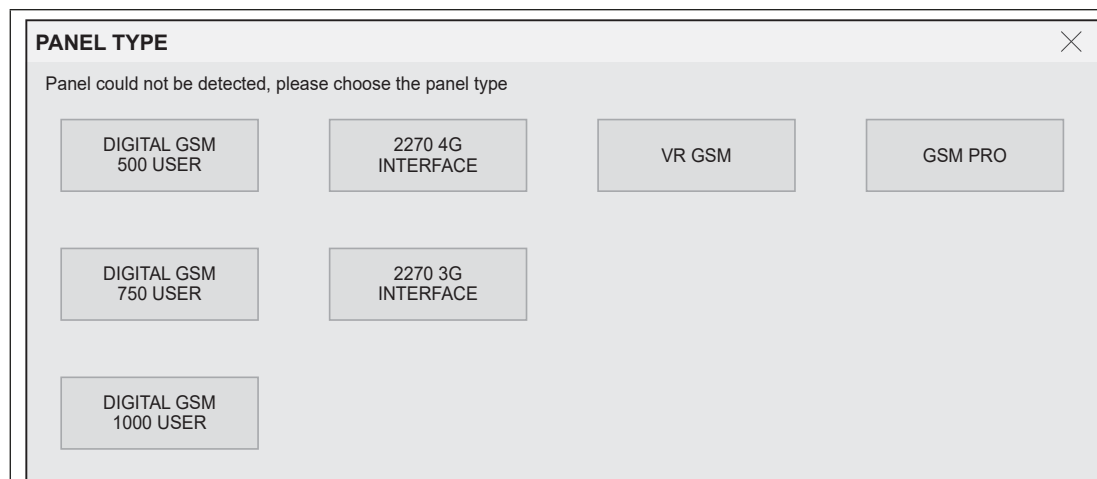 PANEL TYPE
Panel could not be detected, please choose the panel type
DIGITAL GSM
500 USER
2270 4G
INTERFACE
VR GSM
GSM PRO
DIGITAL GSM
750 USER
2270 3G
INTERFACE
DIGITAL GSM
1000 USER